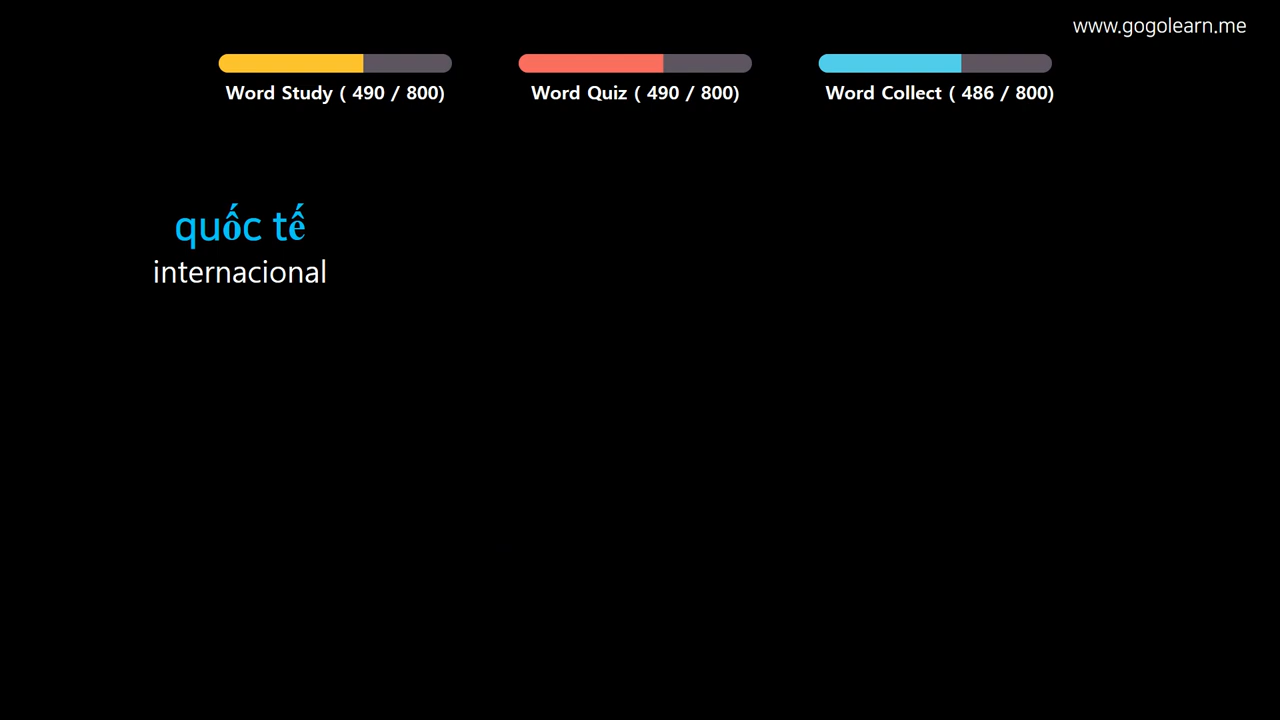 www.gogolearn.me
Word Study ( 490 / 800)
Word Quiz ( 490 / 800)
Word Collect ( 486 / 800)
quốc tế
internacional